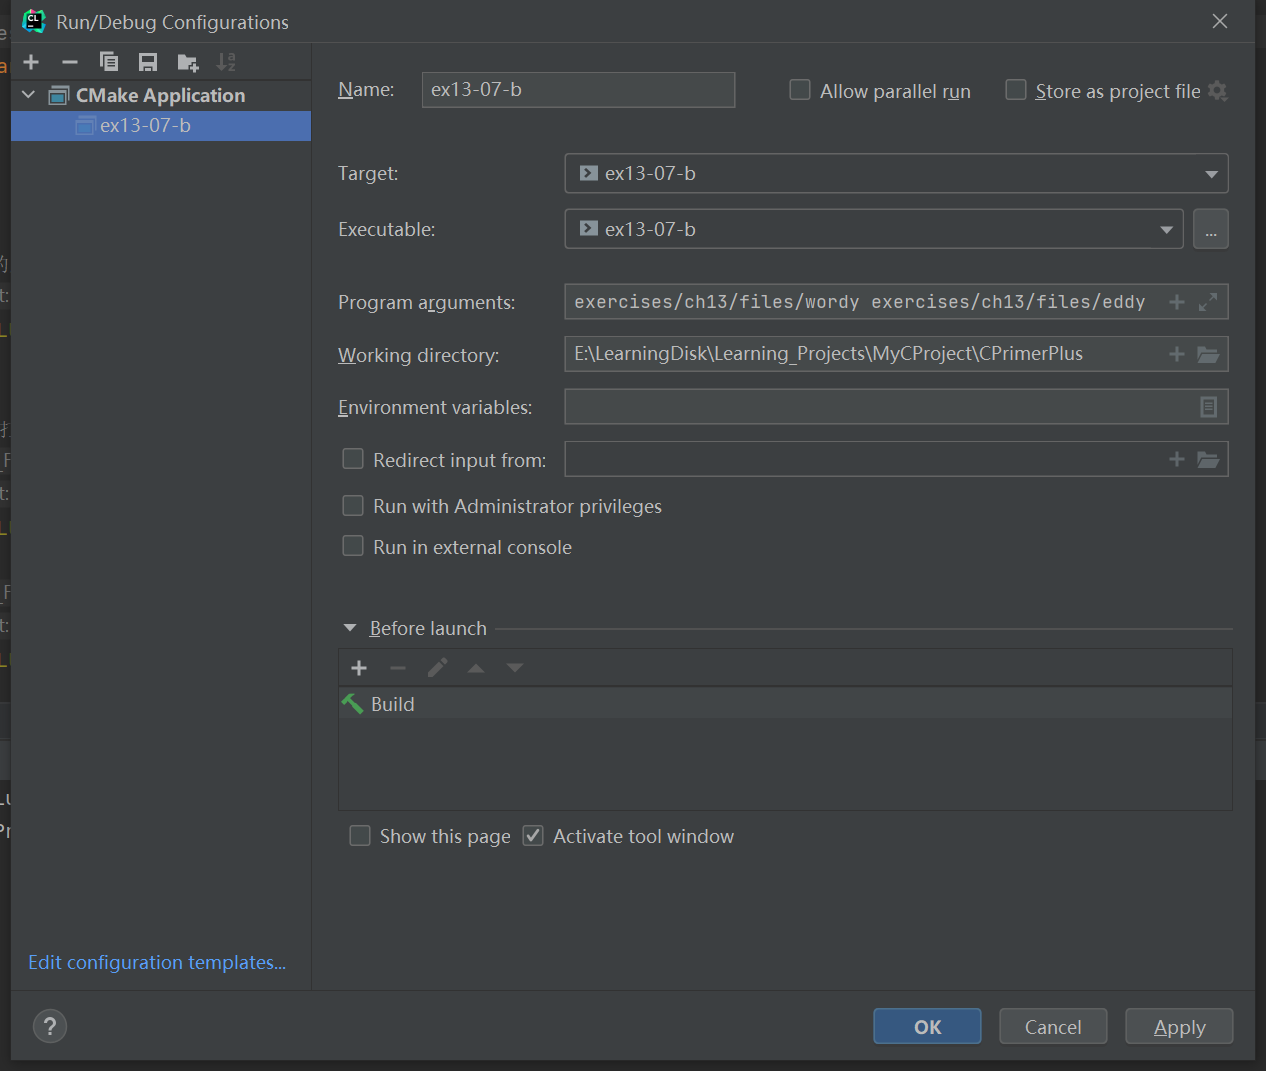 CL
Run/Debug Configurations
CMake Application
ex13-07-b
Name:
ex13-07-b
Allow parallel run
Store as project file
Target:
ex13-07-b
Executable:
ex13-07-b
...
Program arguments:
exercises/ch13/files/wordy exercises/ch13/files/eddy
Working directory:
E:\LearningDisk\Learning_Projects\MyCProject\CPrimerPlus
Environment variables:
Redirect input from:
Run with Administrator privileges
Run in external console
Before launch
Build
Show this page
Activate tool window
Edit configuration templates...
?
OK
Cancel
Apply